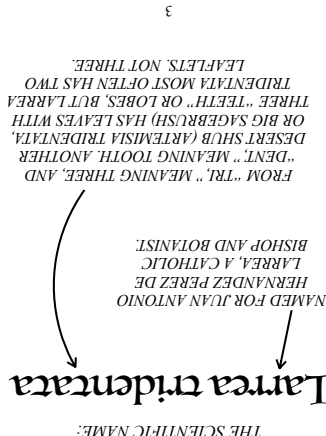 THE SCIENTIFIC NAME:
Larrea tridentata
NAMED FOR JUAN ANTONIO
HERNANDEZ PEREZ DE
LARREA, A CATHOLIC
BISHOP AND BOTANIST.
FROM "TRI," MEANING THREE, AND
"DENT," MEANING TOOTH. ANOTHER
DESERT SHUB (ARTEMISIA TRIDENTATA,
OR BIG SAGEBRUSH) HAS LEAVES WITH
THREE "TEETH" OR LOBES, BUT LARREA
TRIDENTATA MOST OFTEN HAS TWO
LEAFLETS, NOT THREE.
3